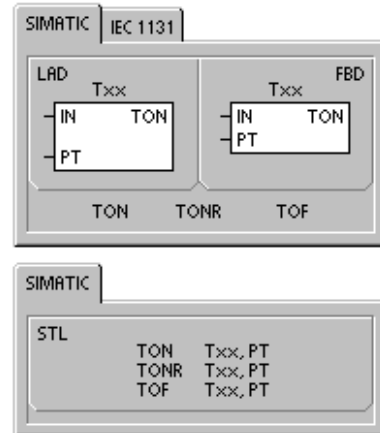 SIMATIC IEC 1131
LAD FBD
Txx Txx
IN TON IN TON
PT PT
TON TONR TOF
SIMATIC
STL
TON Txx, PT
TONR Txx, PT
TOF Txx, PT